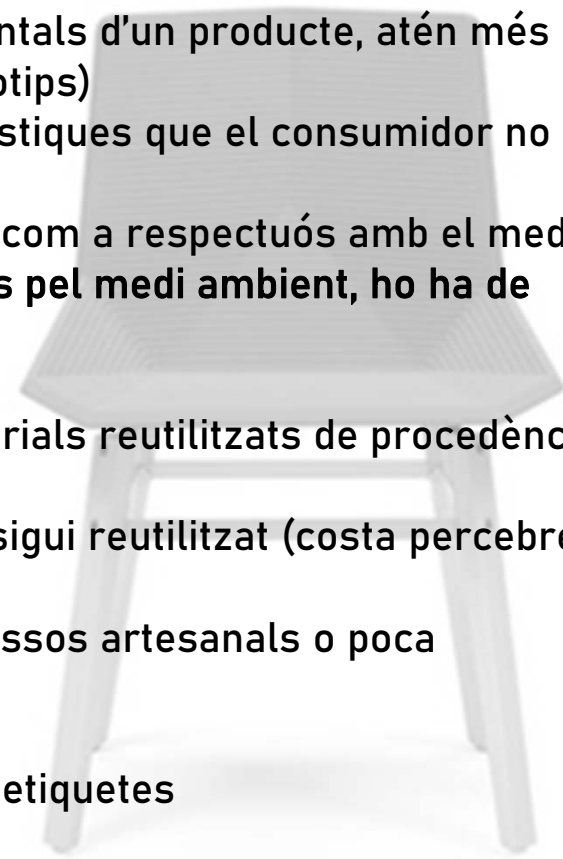 ntals d’un producte, atén més
otips)
stiques que el consumidor no
com a respectuós amb el med
s pel medi ambient, ho ha de
rials reutilitzats de procedènc
sigui reutilitzat (costa percebre
ssos artesanals o poca
etiquetes